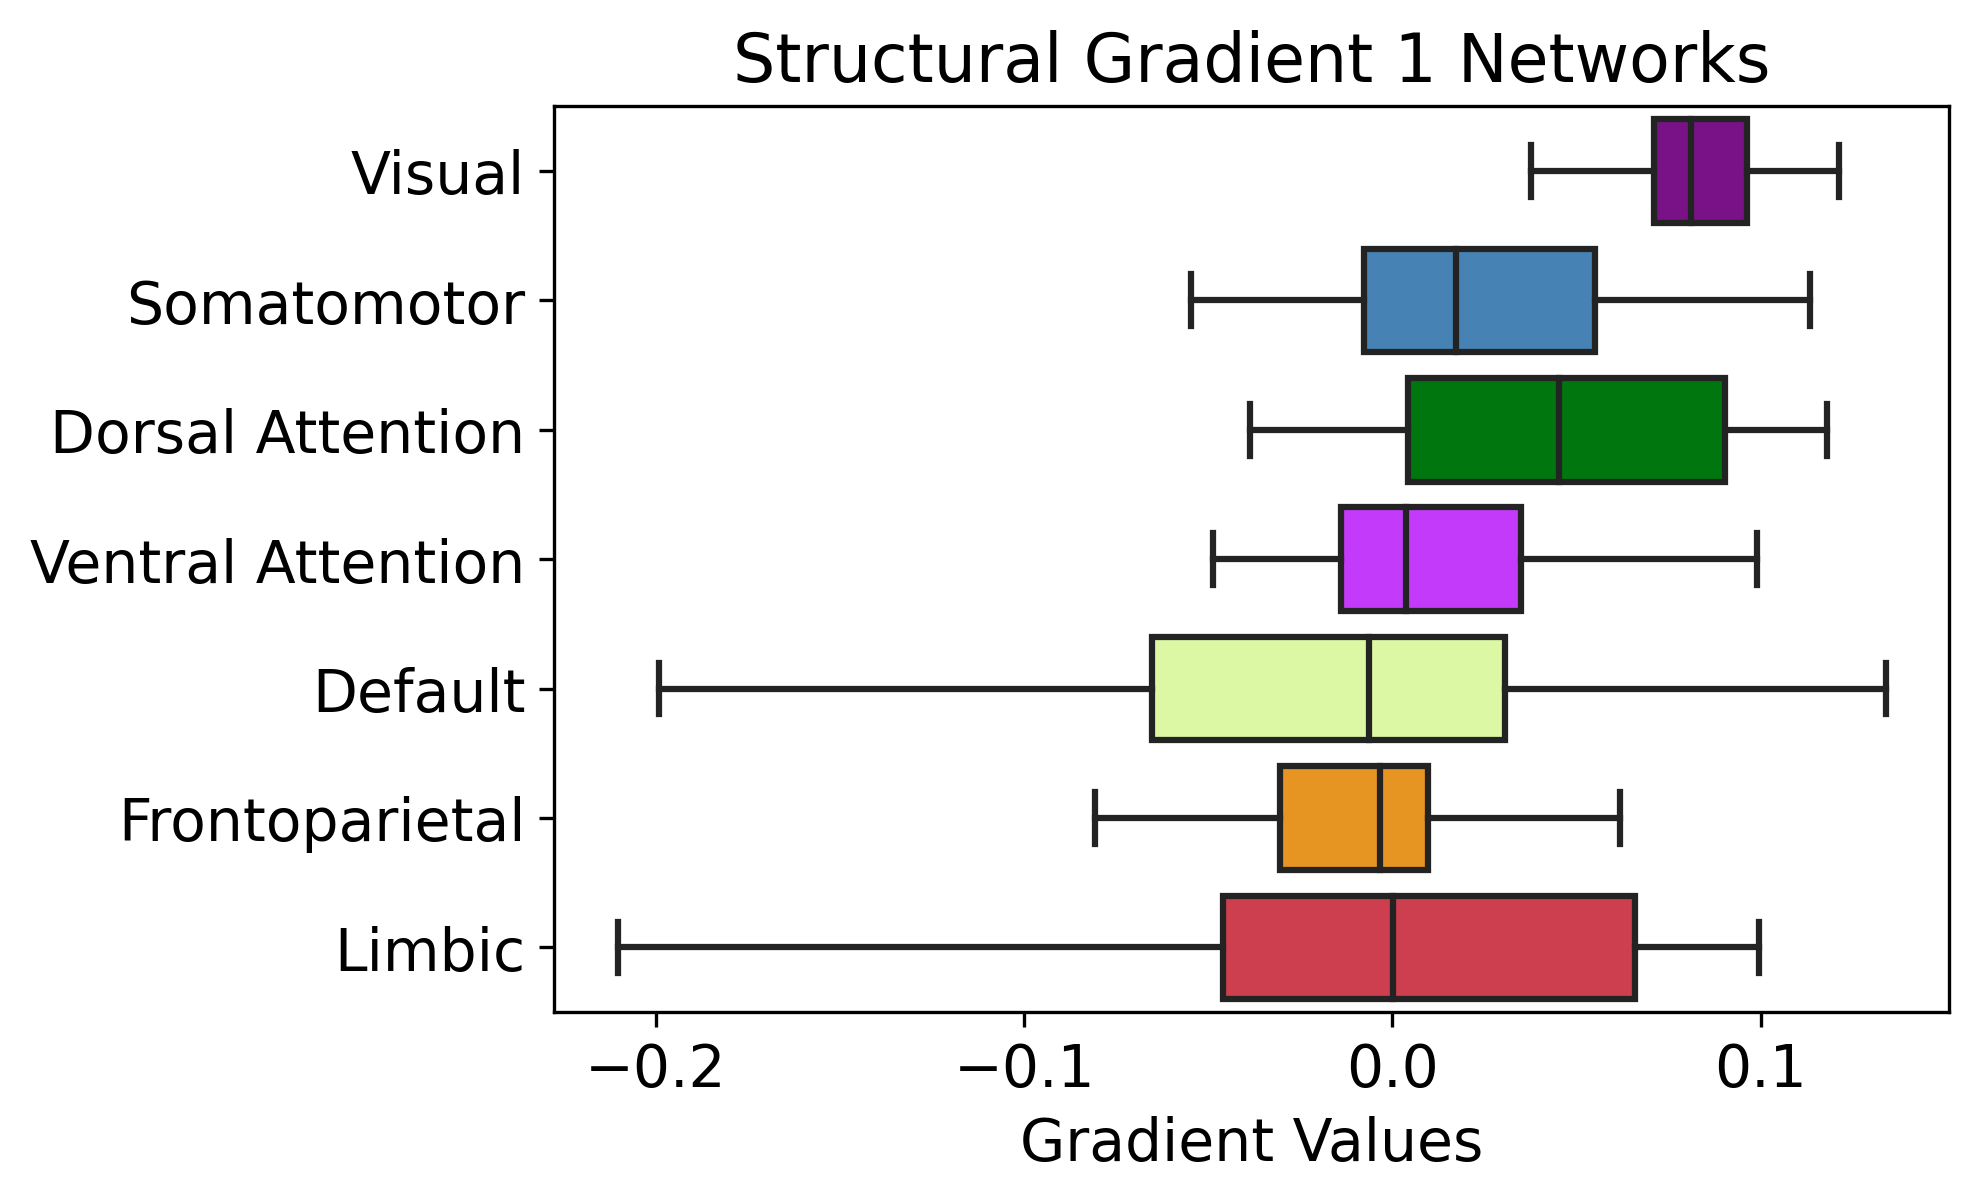 Structural Gradient 1 Networks
Visual
Somatomotor
Dorsal Attention
Ventral Attention
Default
Frontoparietal
Limbic
−0.2 −0.1 0.0 0.1
Gradient Values